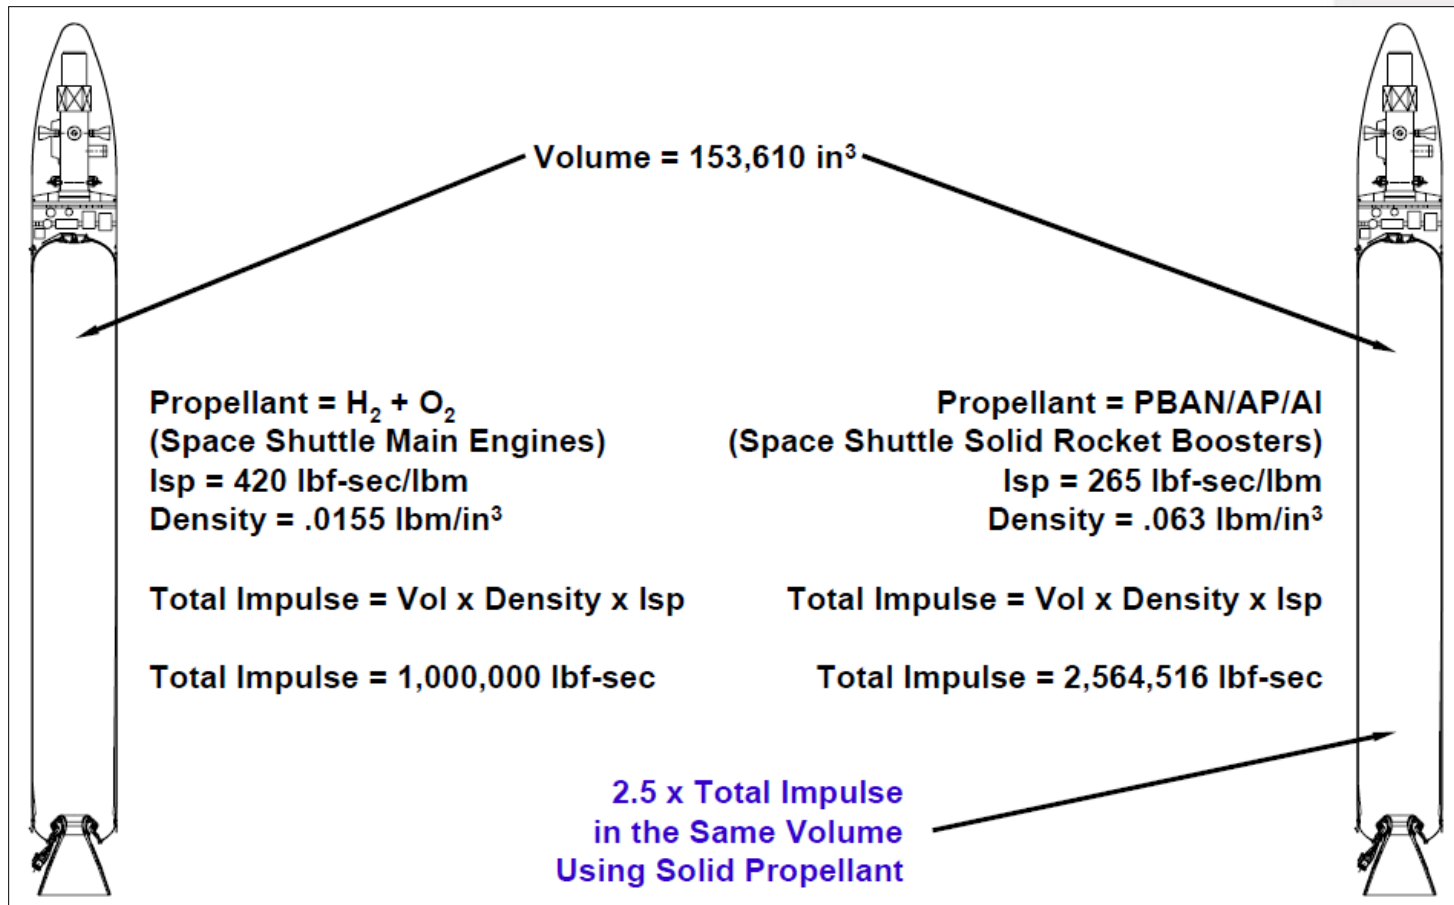 Volume = 153,610 in³
Propellant = H₂ + O₂
(Space Shuttle Main Engines)
Isp = 420 lbf-sec/lbm
Density = .0155 lbm/in³
Total Impulse = Vol x Density x Isp
Total Impulse = 1,000,000 lbf-sec
Propellant = PBAN/AP/Al
(Space Shuttle Solid Rocket Boosters)
Isp = 265 lbf-sec/lbm
Density = .063 lbm/in³
Total Impulse = Vol x Density x Isp
Total Impulse = 2,564,516 lbf-sec
2.5 x Total Impulse
in the Same Volume
Using Solid Propellant